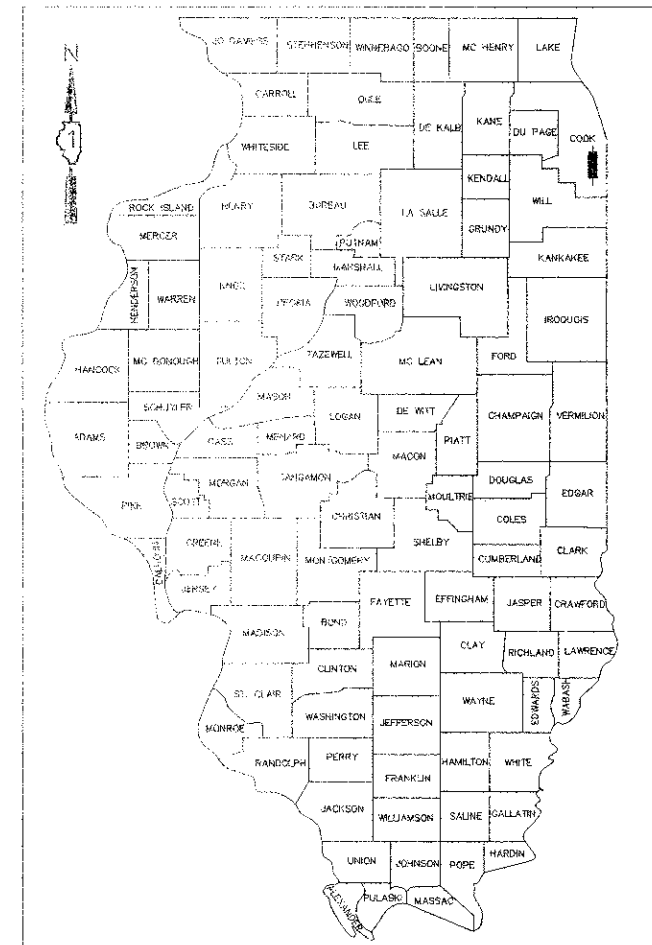 JO DAVIESS STEPHENSON WINNEBAGO BOONE MC HENRY LAKE
CARROLL OGLE DE KALB KANE DU PAGE COOK
WHITESIDE LEE
KENDALL WILL
ROCK ISLAND HENRY BUREAU LA SALLE
MERCER PUTNAM GRUNDY
STARK MARSHALL KANKAKEE
HENDERSON WARREN KNOX PEORIA WOODFORD LIVINGSTON IROQUOIS
HANCOCK MC DONOUGH FULTON TAZEWELL MC LEAN FORD
SCHUYLER MASON LOGAN DE WITT CHAMPAIGN VERMILION
ADAMS BROWN CASS MENARD MACON PIATT
PIKE SCOTT MORGAN SANGAMON DOUGLAS EDGAR
CHRISTIAN MOULTRIE COLES
CALHOUN GREENE MACOUPIN MONTGOMERY SHELBY CUMBERLAND CLARK
JERSEY FAYETTE EFFINGHAM JASPER CRAWFORD
MADISON BOND CLAY RICHLAND LAWRENCE
CLINTON MARION
ST. CLAIR WAYNE EDWARDS WABASH
MONROE WASHINGTON JEFFERSON
RANDOLPH PERRY HAMILTON WHITE
FRANKLIN
JACKSON WILLIAMSON SALINE GALLATIN
UNION JOHNSON POPE HARDIN
ALEXANDER PULASKI MASSAC
N
1